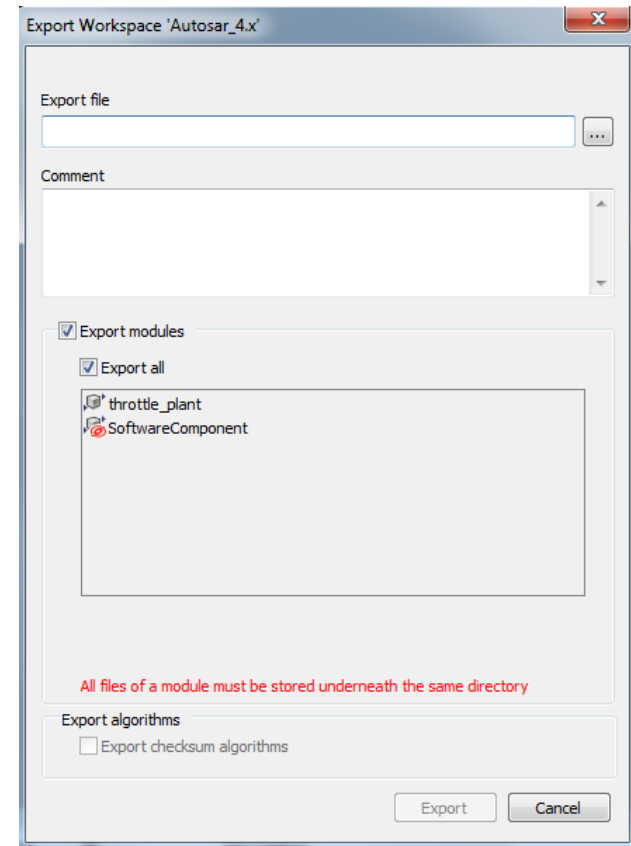 Export Workspace 'Autosar_4.x'
Export file
...
Comment
Export modules
Export all
throttle_plant
SoftwareComponent
All files of a module must be stored underneath the same directory
Export algorithms
Export checksum algorithms
Export Cancel